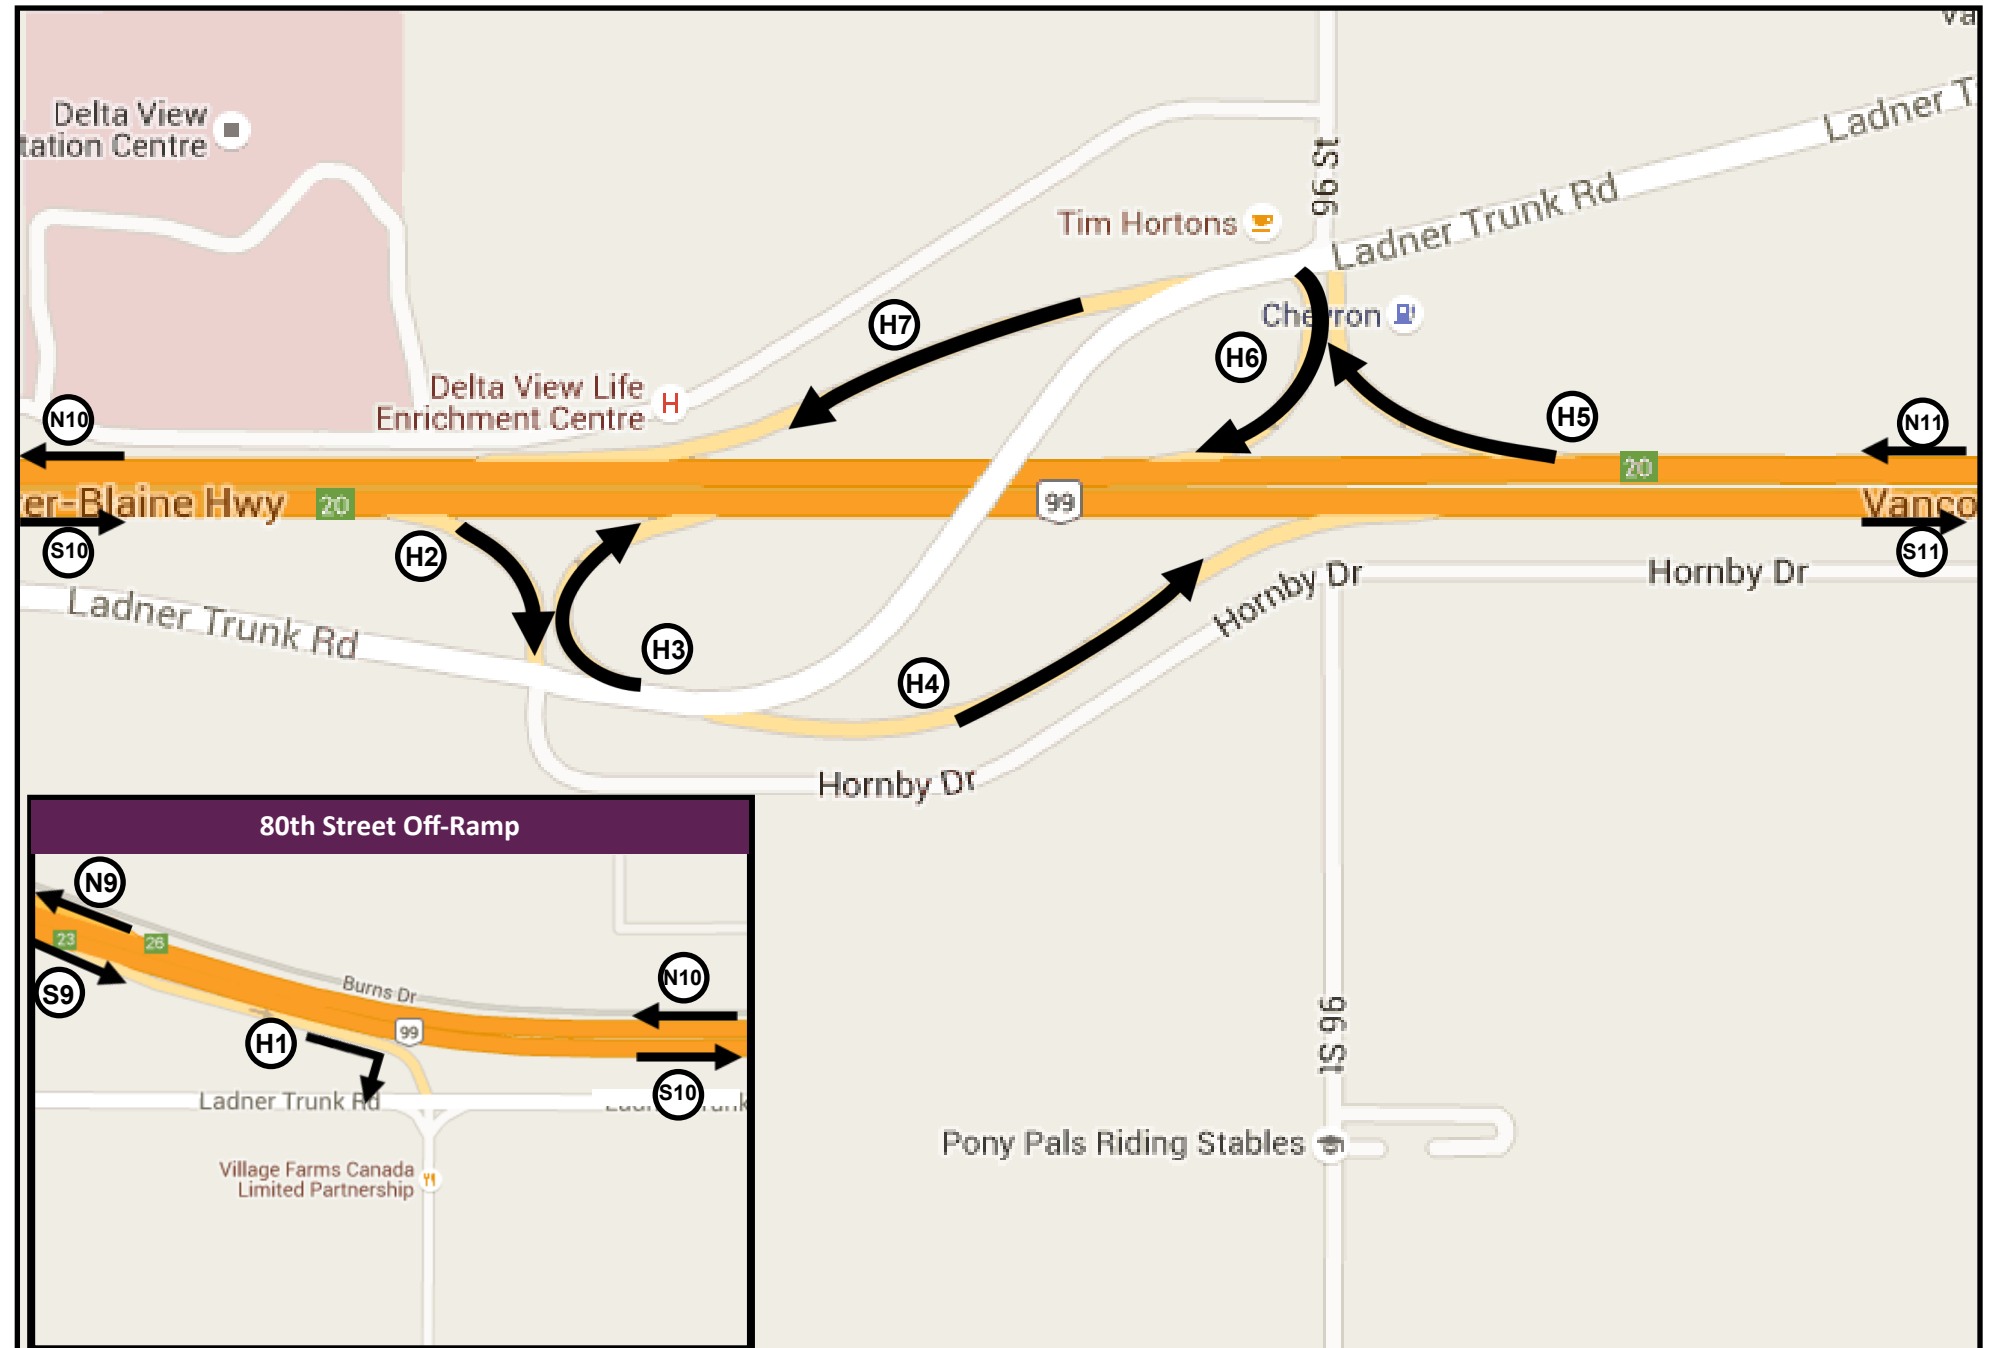 Delta View
tation Centre
96 St
Ladner T
Ladner Trunk Rd
Tim Hortons
Chevron
H7
H6
Delta View Life
Enrichment Centre
H
N10
H5
N11
20
er-Blaine Hwy
20
99
Vanco
S10
H2
S11
Hornby Dr
Hornby Dr
Ladner Trunk Rd
H3
H4
Hornby Dr
80th Street Off-Ramp
N9
23
26
S9
Burns Dr
N10
99
H1
S10
Ladner Trunk Rd
Village Farms Canada
Limited Partnership
96 St
Pony Pals Riding Stables